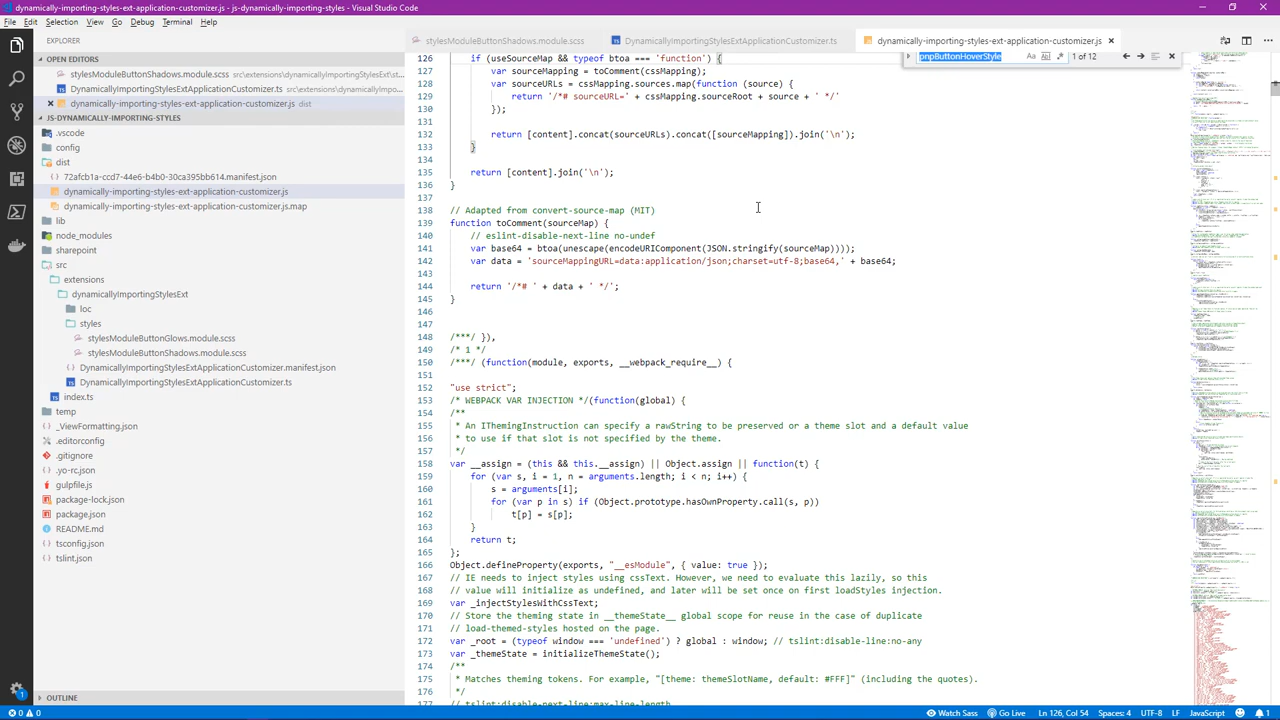 dynamically-importing-styles-ext-application-customizer.js - js-dynamically-importing-styles - Visual Studio Code
File Edit Selection View Go Debug Terminal Help
EXPLORER
stylesModuleButtonShadows.module.scss
DynamicallyImportingStylesExtApplicationCustomizer.ts
dynamically-importing-styles-ext-application-customizer.js
OPEN EDITORS
stylesModuleButtonShadows.module.scss
DynamicallyImportingStylesExtApplicationCustomizer.ts
dynamically-importing-styles-ext-application-customizer.js dist
.vscode
config
dist
dynamically-importing-styles-ext-application-customizer.js
dynamically-importing-styles-ext-application-customizer.js.map
lib
node_modules
sharepoint
src
extensions
dynamicallyImportingStylesExt
loc
styles
stylesModuleButtonGlows.module.scss
stylesModuleButtonShadows.module.scss
DynamicallyImportingStylesExtApplicationCustomizer.ts
index.ts
temp
_ViewFormatting.json
.editorconfig
.yo-rc.json
gulpfile.js
package-lock.json
package.json
README.md
tsconfig.json
tslint.json
OUTLINE
pnpButtonHoverStyle
1 of 12
126 if (useSourceMap && typeof btoa === 'function') {
127 var sourceMapping = toComment(cssMapping);
128 var sourceURLs = cssMapping.sources.map(function (source) {
129 return '/*# sourceURL=' + cssMapping.sourceRoot + source + ' */'
130 });
131
132 return [content].concat(sourceURLs).concat([sourceMapping]).join('\n');
133 }
134
135 return [content].join('\n');
136 }
137
138 // Adapted from convert-source-map (MIT)
139 function toComment(sourceMap) {
140 // eslint-disable-next-line no-undef
141 var base64 = btoa(unescape(encodeURIComponent(JSON.stringify(sourceMap))));
142 var data = 'sourceMappingURL=data:application/json;charset=utf-8;base64,' + base64;
143
144 return '/*# ' + data + ' */';
145 }
146
147
148 /***/ }),
149 /* 1 */
150 /***/ (function(module, exports, __webpack_require__) {
151
152 "use strict";
153 /* WEBPACK VAR INJECTION */(function(global) {
154 /**
155 * An IThemingInstruction can specify a rawString to be preserved or a theme slot and a default value
156 * to use if that slot is not specified by the theme.
157 */
158 var __assign = (this && this.__assign) || Object.assign || function(t) {
159 for (var s, i = 1, n = arguments.length; i < n; i++) {
160 s = arguments[i];
161 for (var p in s) if (Object.prototype.hasOwnProperty.call(s, p))
162 t[p] = s[p];
163 }
164 return t;
165 };
166 Object.defineProperty(exports, "__esModule", { value: true });
167 // IE needs to inject styles using cssText. However, we need to evaluate this lazily, so this
168 // value will initialize as undefined, and later will be set once on first loadStyles injection.
169 var _injectStylesWithCssText;
170 // Store the theming state in __themeState__ global scope for reuse in the case of duplicate
171 // load-themed-styles hosted on the page.
172 var _root = (typeof window === 'undefined') ? global : window; // tslint:disable-line:no-any
173 var _themeState = initializeThemeState();
174 /**
175 * Matches theming tokens. For example, "[theme: themeSlotName, default: #FFF]" (including the quotes).
176 */
177 // tslint:disable-next-line:max-line-length
0 0
Watch Sass Go Live Ln 126, Col 54 Spaces: 4 UTF-8 LF JavaScript 1